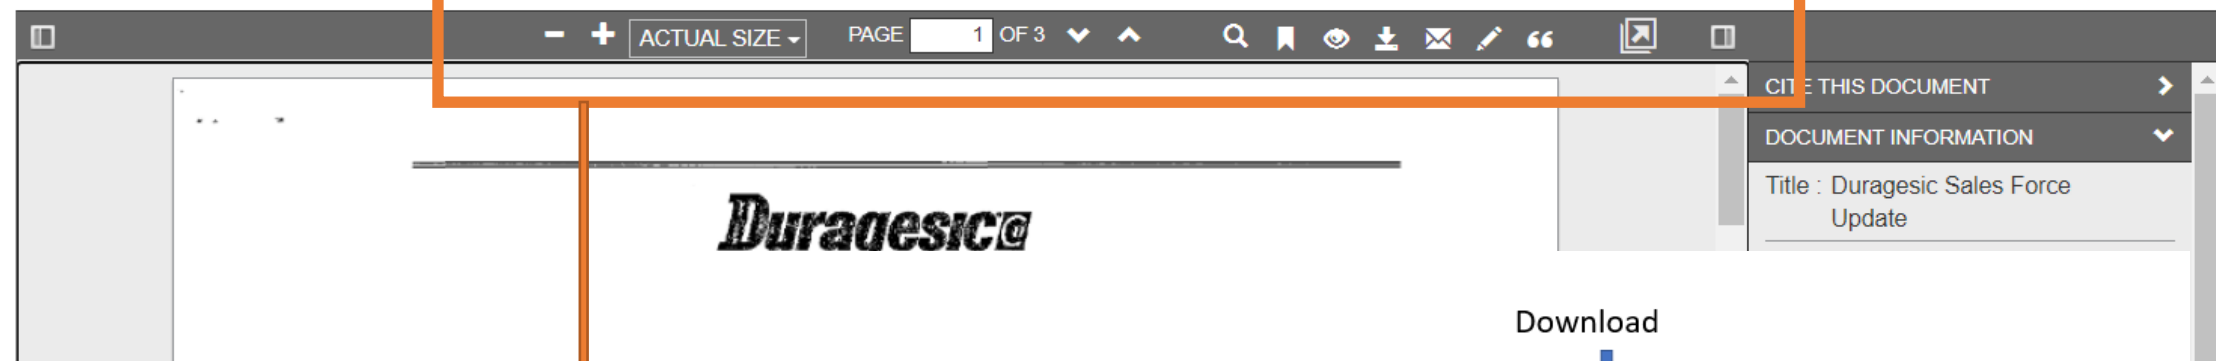 ACTUAL SIZE PAGE 1 OF 3
CITE THIS DOCUMENT
DOCUMENT INFORMATION
Title : Duragesic Sales Force
Update
Duragesic®
Download